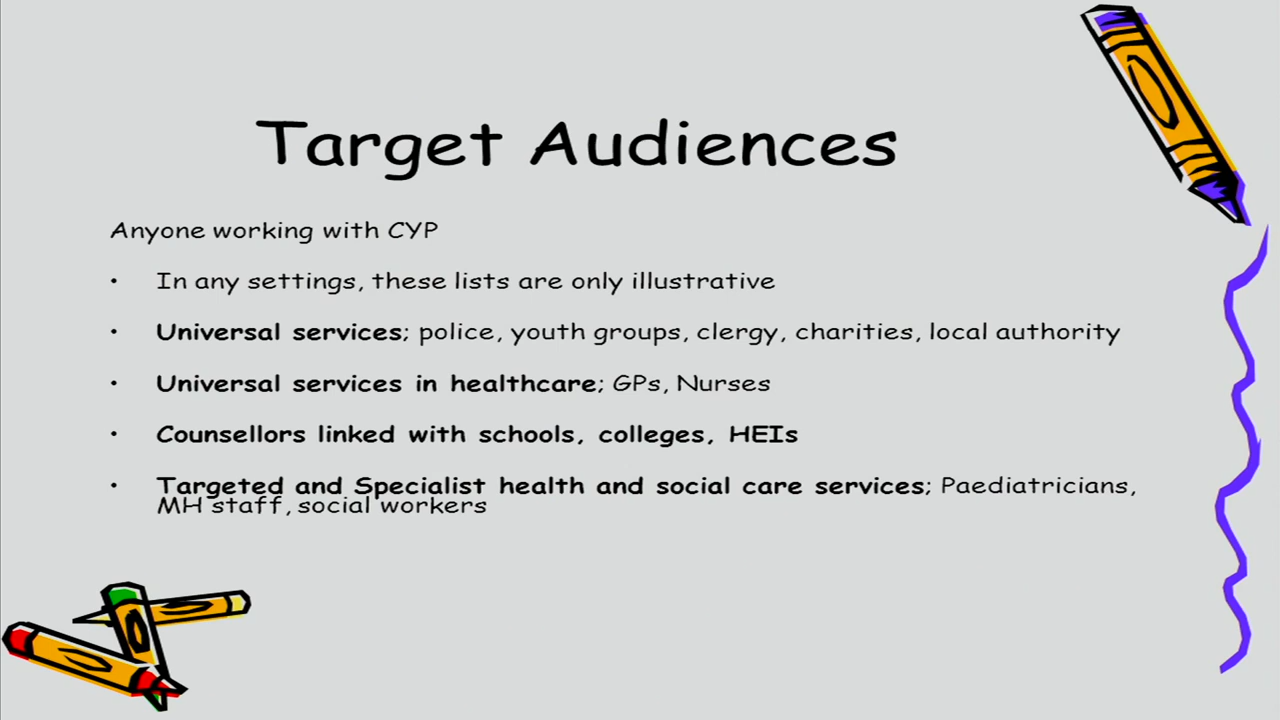 Target Audiences
Anyone working with CYP
• In any settings, these lists are only illustrative
• Universal services; police, youth groups, clergy, charities, local authority
• Universal services in healthcare; GPs, Nurses
• Counsellors linked with schools, colleges, HEIs
• Targeted and Specialist health and social care services; Paediatricians,
MH staff, social workers